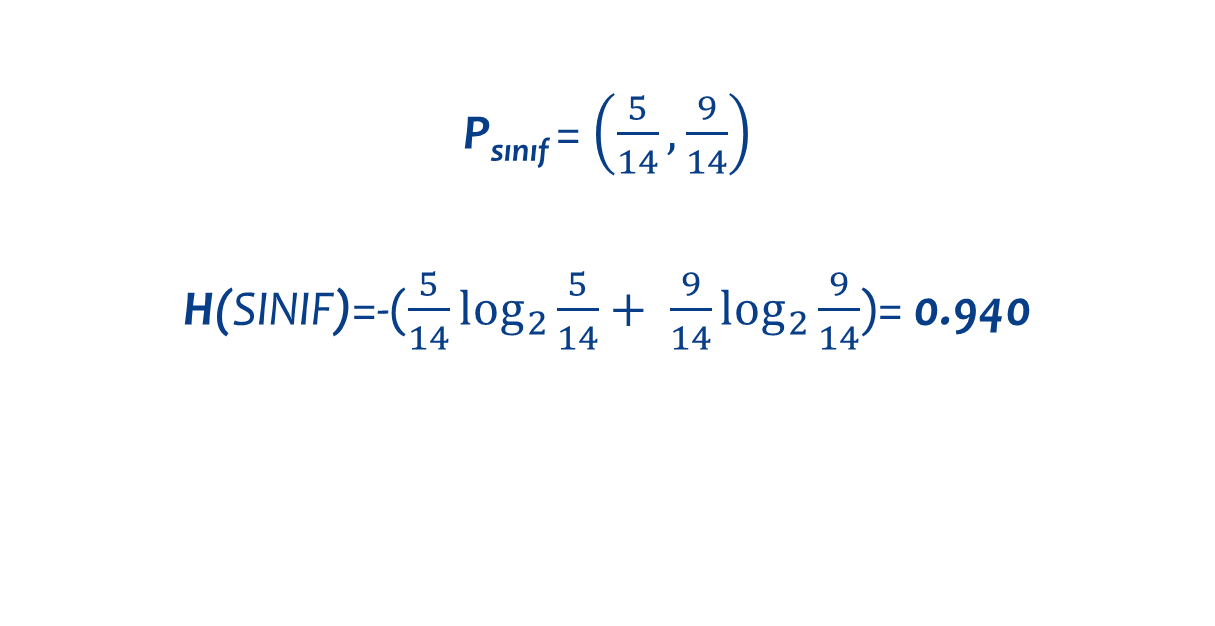 P_sınıf = (5/14, 9/14)
H(SINIF)=-(5/14 log₂ 5/14 + 9/14 log₂ 9/14)= 0.940